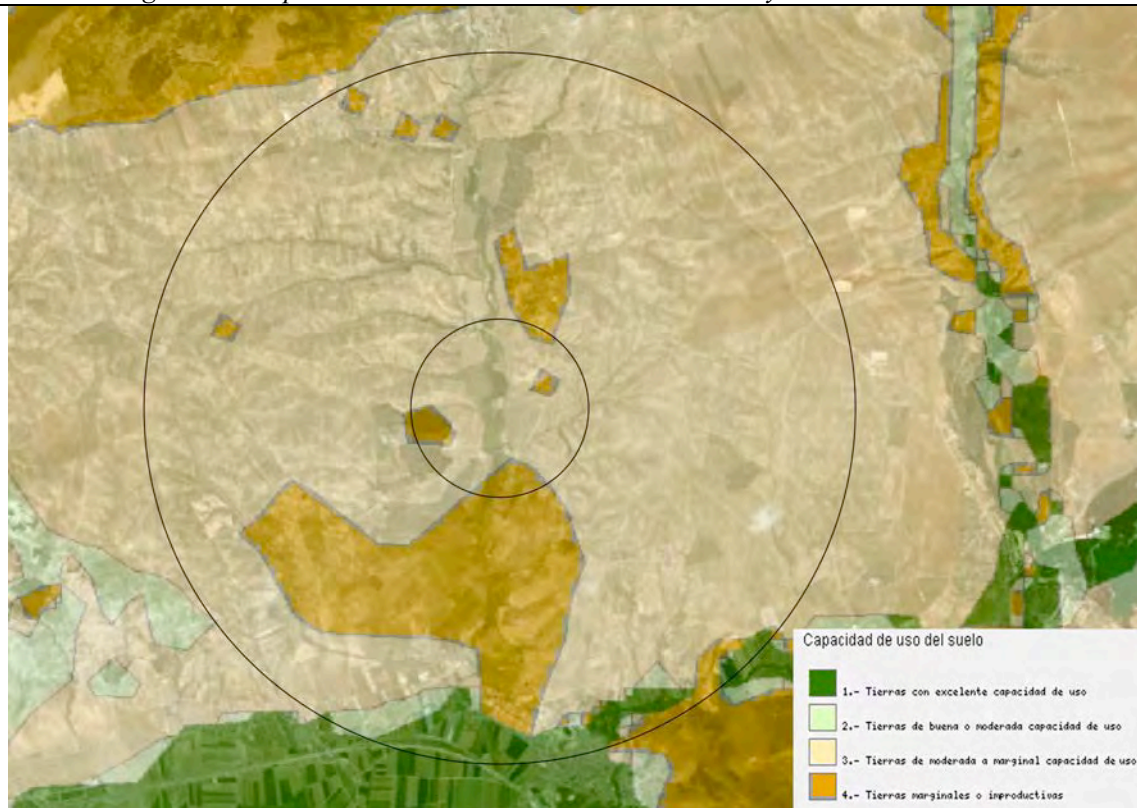 Capacidad de uso del suelo
1.- Tierras con excelente capacidad de uso
2.- Tierras de buena o moderada capacidad de uso
3.- Tierras de moderada a marginal capacidad de uso
4.- Tierras marginales o improductivas